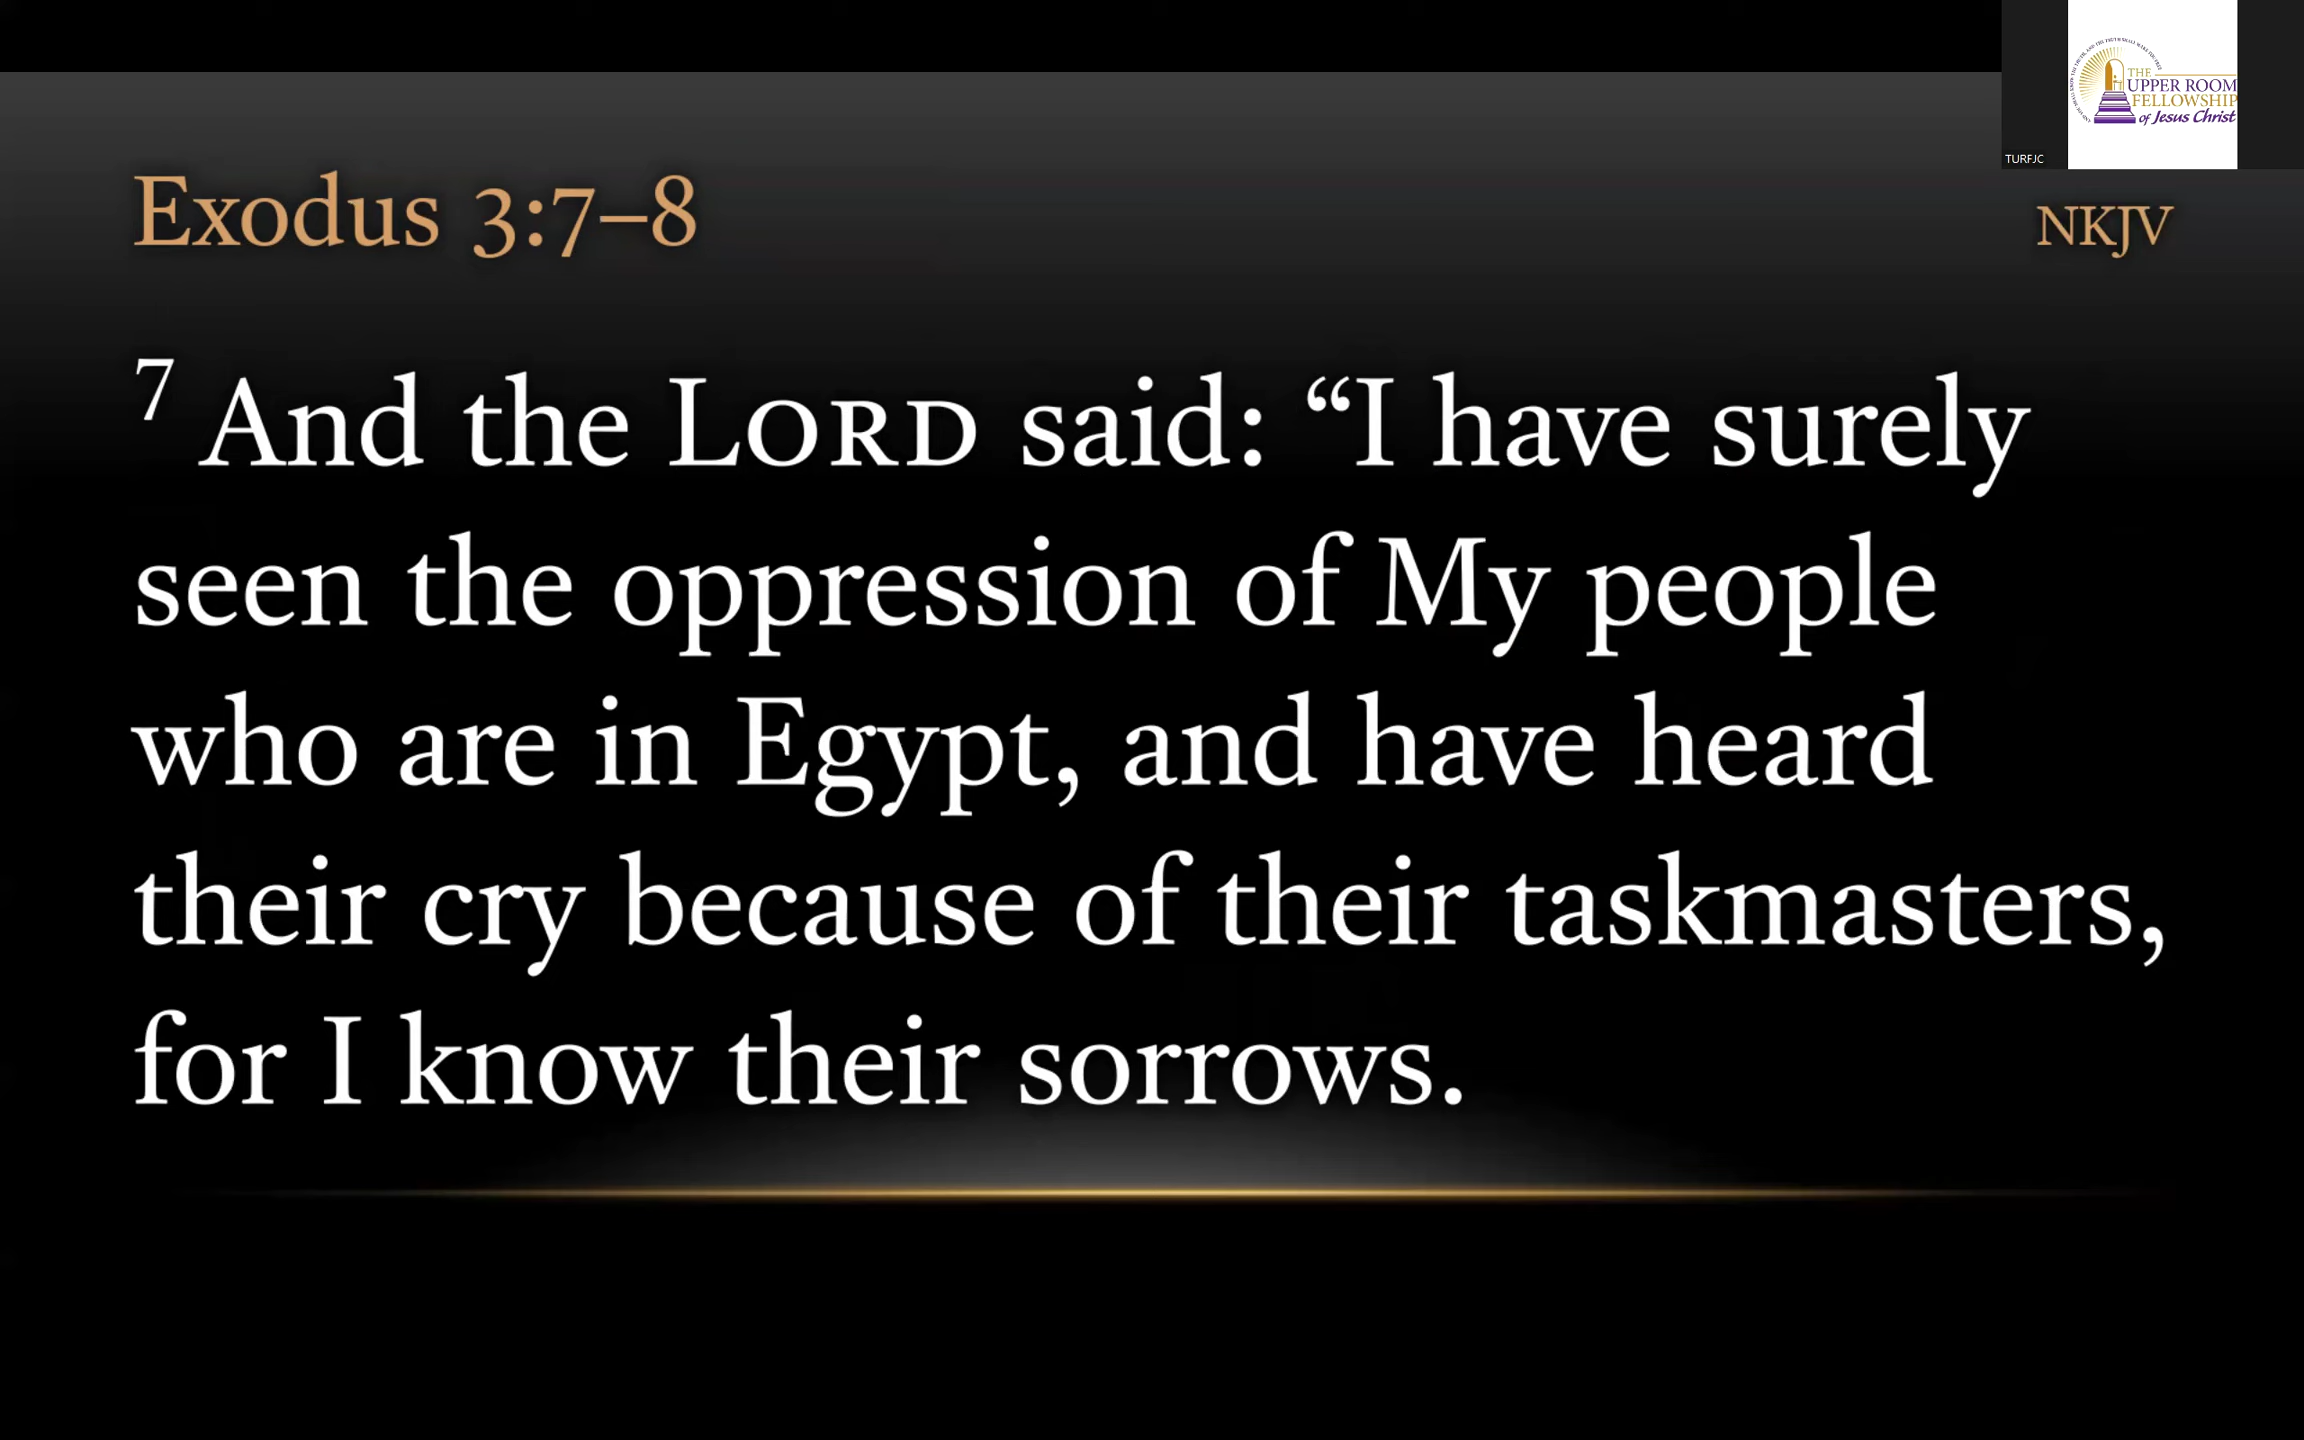 THE
UPPER ROOM
FELLOWSHIP
of Jesus Christ
TURFJC
Exodus 3:7–8
NKJV
7 And the LORD said: “I have surely
seen the oppression of My people
who are in Egypt, and have heard
their cry because of their taskmasters,
for I know their sorrows.